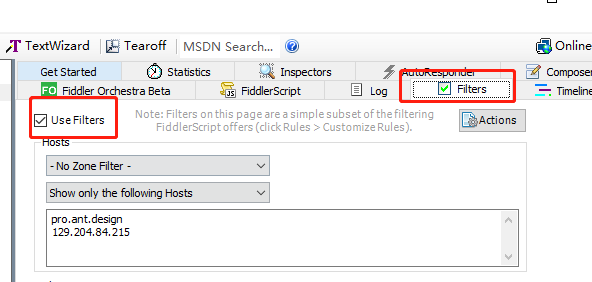 TextWizard Tearoff MSDN Search... Online
Get Started Statistics Inspectors AutoResponder Composer
FO Fiddler Orchestra Beta JS FiddlerScript Log Filters Timeline
Use Filters Note: Filters on this page are a simple subset of the filtering Actions
FiddlerScript offers (click Rules > Customize Rules).
Hosts
- No Zone Filter -
Show only the following Hosts
pro.ant.design
129.204.84.215